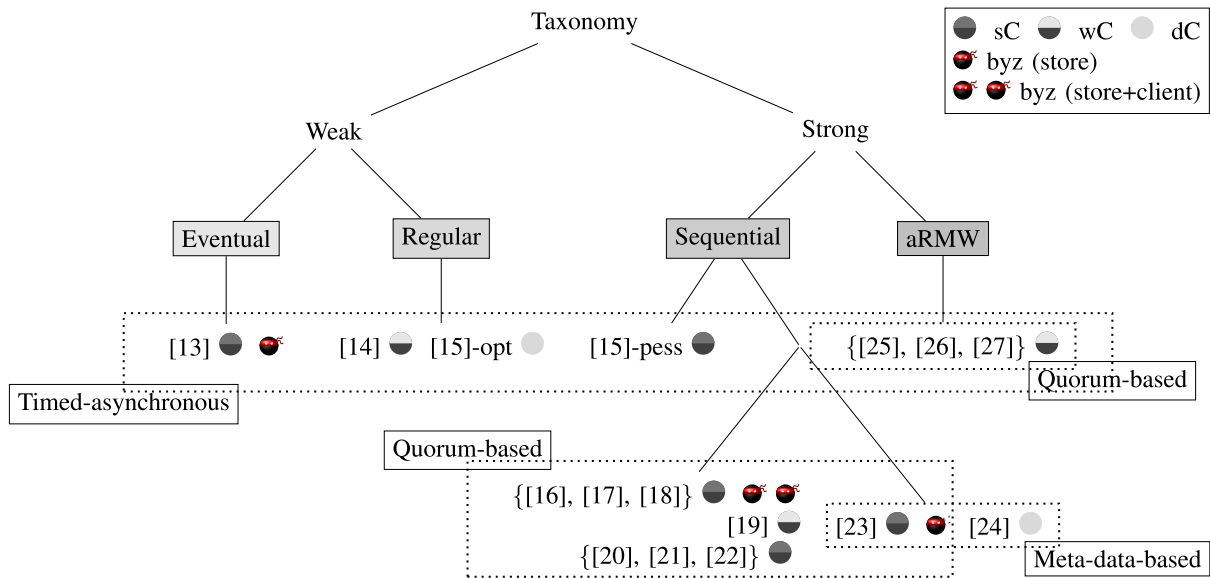 Taxonomy
sC wC dC
byz (store)
byz (store+client)
Weak
Strong
Eventual
Regular
Sequential
aRMW
[13]
[14]
[15]-opt
[15]-pess
{[25], [26], [27]}
Quorum-based
Timed-asynchronous
Quorum-based
{[16], [17], [18]}
[19]
[23]
[24]
{[20], [21], [22]}
Meta-data-based